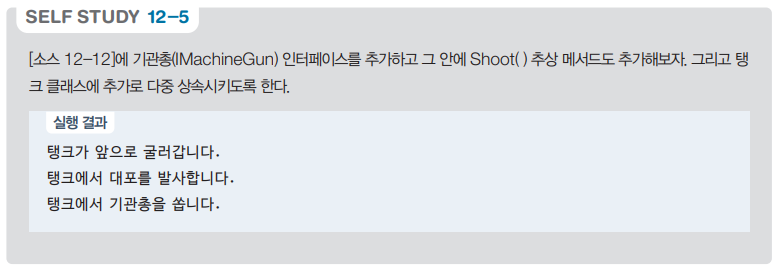 SELF STUDY 12-5
[소스 12-12]에 기관총(IMachineGun) 인터페이스를 추가하고 그 안에 Shoot( ) 추상 메서드도 추가해보자. 그리고 탱
크 클래스에 추가로 다중 상속시키도록 한다.
실행 결과
탱크가 앞으로 굴러갑니다.
탱크에서 대포를 발사합니다.
탱크에서 기관총을 쏩니다.